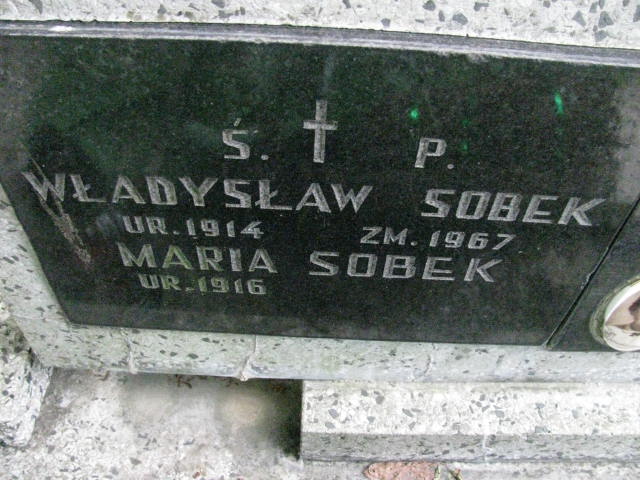 Ś. P.
WŁADYSŁAW SOBEK
UR. 1914 ZM. 1967
MARIA SOBEK
UR. 1916